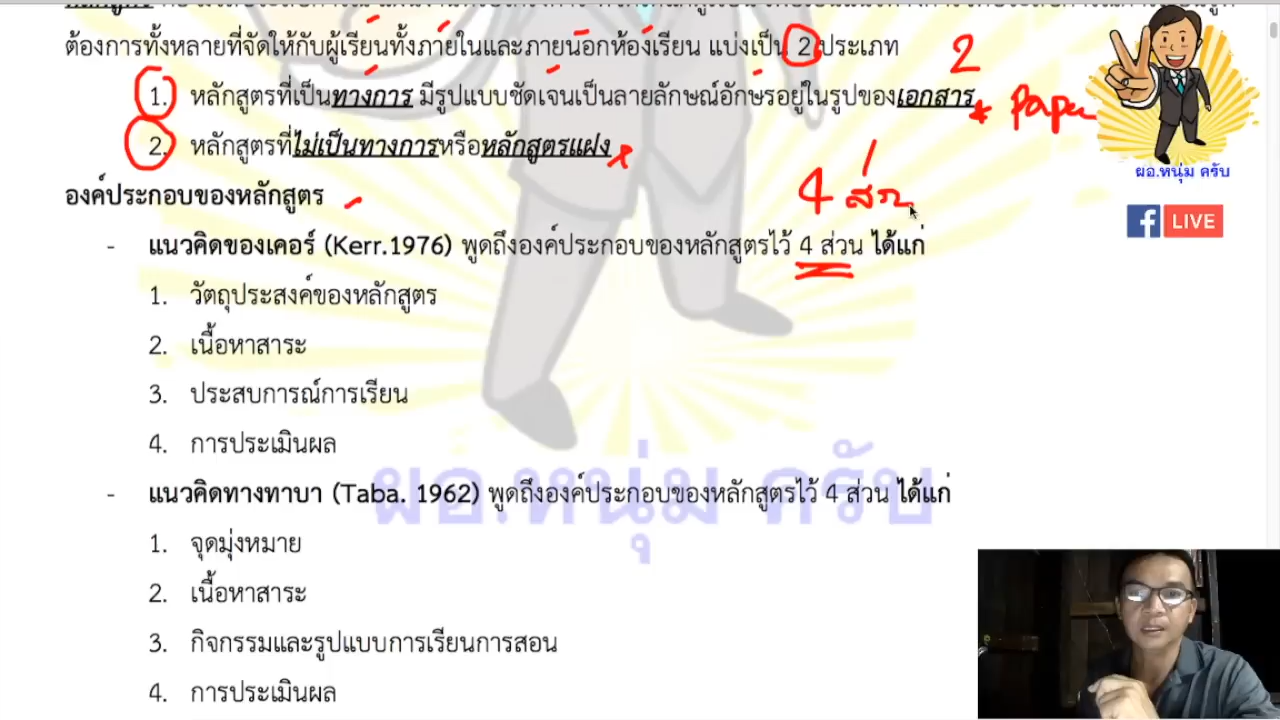 ต้องการทั้งหลายที่จัดให้กับผู้เรียนทั้งภายในและภายนอกห้องเรียน แบ่งเป็น 2 ประเภท
2
1. หลักสูตรที่เป็นทางการ มีรูปแบบชัดเจนเป็นลายลักษณ์อักษรอยู่ในรูปของเอกสาร
2. หลักสูตรที่ไม่เป็นทางการหรือหลักสูตรแฝง
ผอ.หนุ่ม ครับ
f LIVE
องค์ประกอบของหลักสูตร
4
- แนวคิดของเคอร์ (Kerr.1976) พูดถึงองค์ประกอบของหลักสูตรไว้ 4 ส่วน ได้แก่
1. วัตถุประสงค์ของหลักสูตร
2. เนื้อหาสาระ
3. ประสบการณ์การเรียน
4. การประเมินผล
ผอ.หนุ่ม ครับ
- แนวคิดทางทาบา (Taba. 1962) พูดถึงองค์ประกอบของหลักสูตรไว้ 4 ส่วน ได้แก่
1. จุดมุ่งหมาย
2. เนื้อหาสาระ
3. กิจกรรมและรูปแบบการเรียนการสอน
4. การประเมินผล